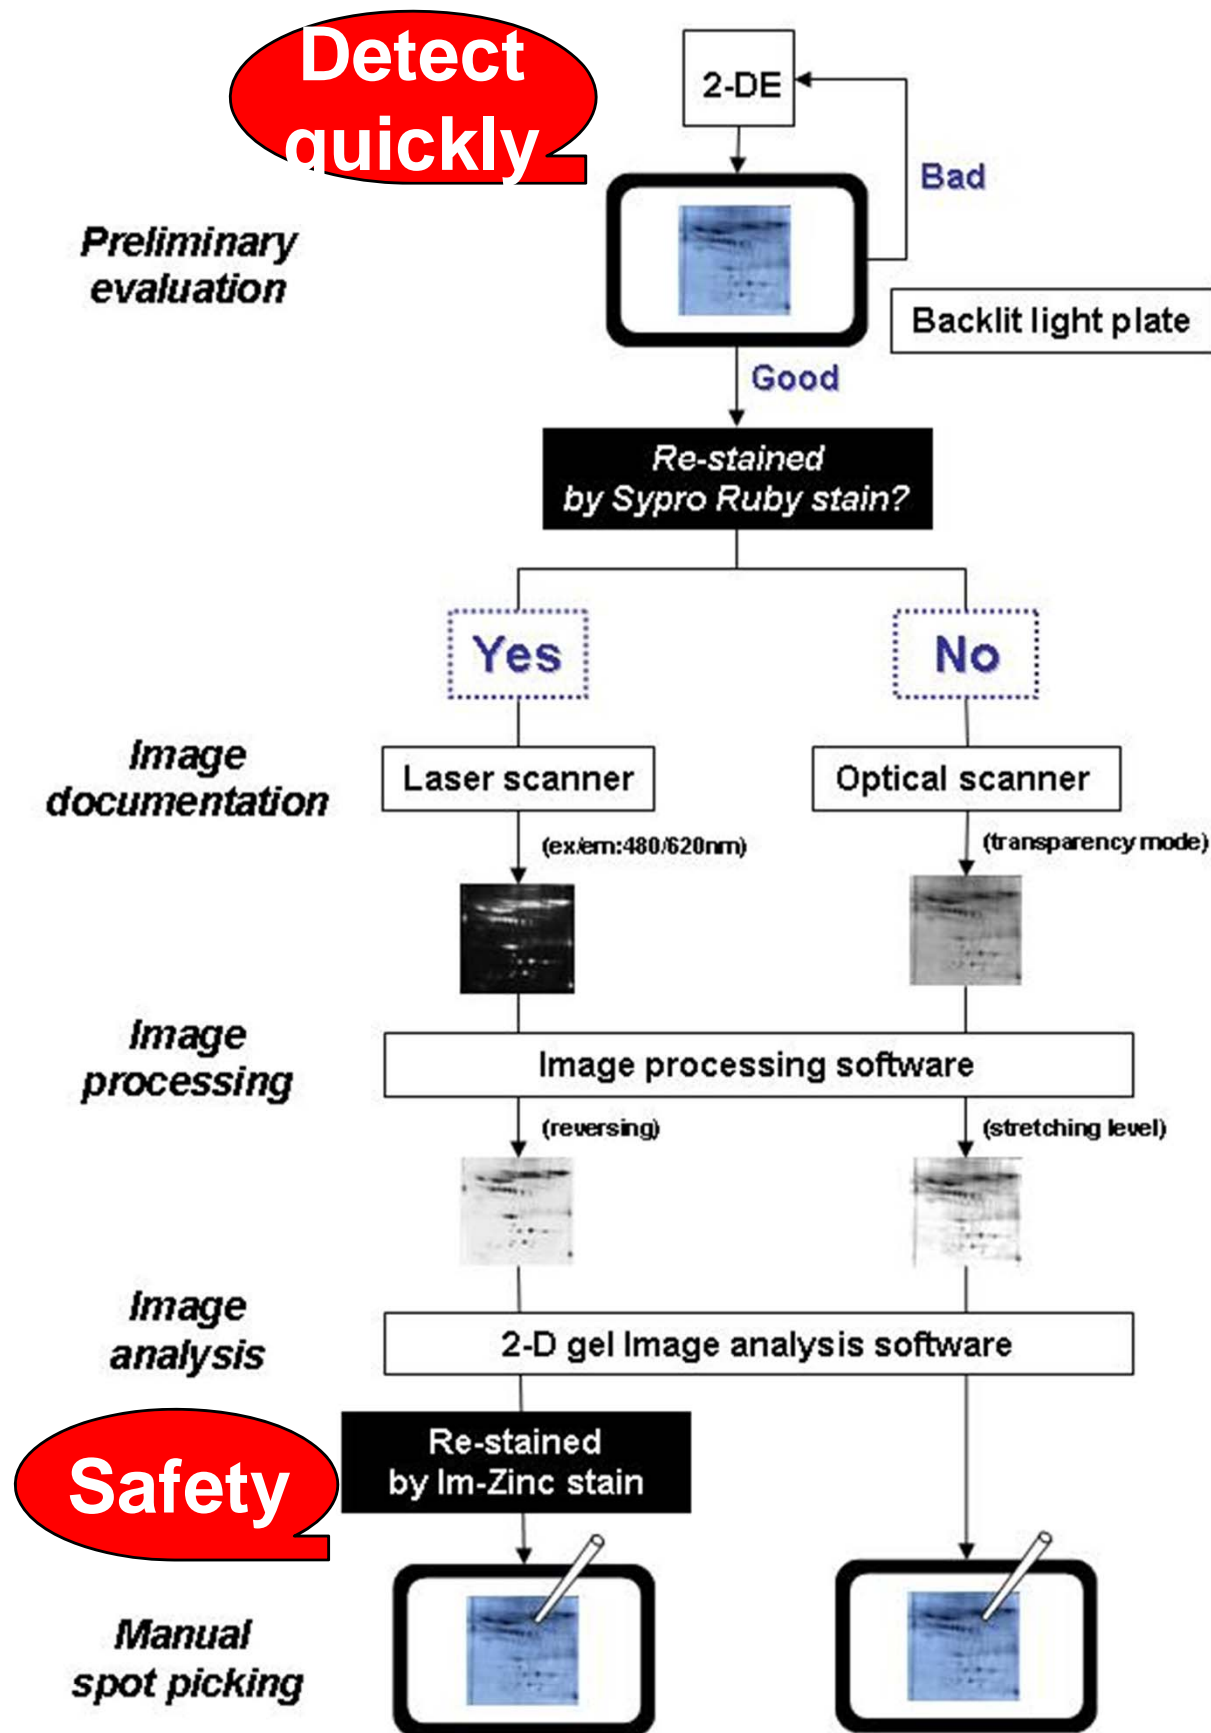 Detect
quickly
2-DE
Bad
Preliminary
evaluation
Backlit light plate
Good
Re-stained
by Sypro Ruby stain?
Yes
No
Image
documentation
Laser scanner
Optical scanner
(ex/em:480/620nm)
(transparency mode)
Image
processing
Image processing software
(reversing)
(stretching level)
Image
analysis
2-D gel Image analysis software
Safety
Re-stained
by Im-Zinc stain
Manual
spot picking